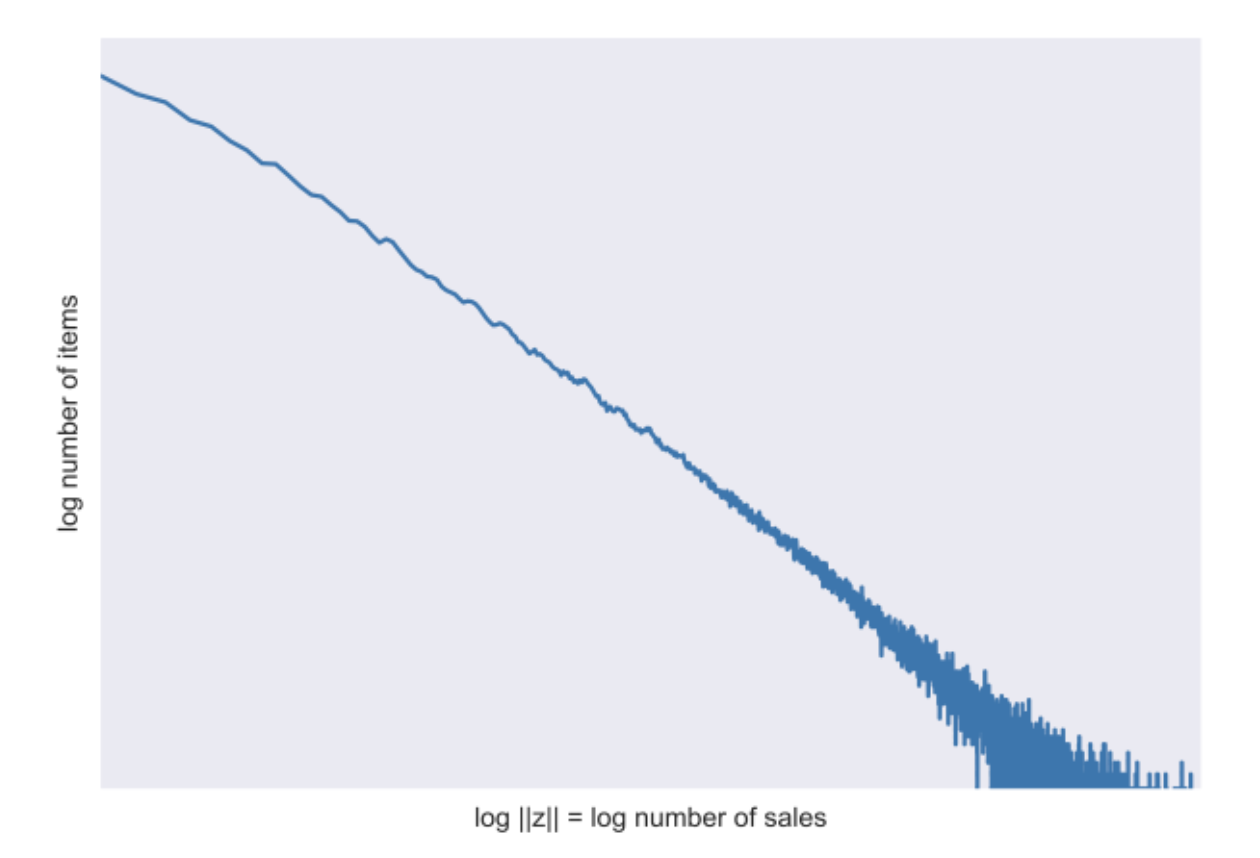 log number of items
log ||z|| = log number of sales